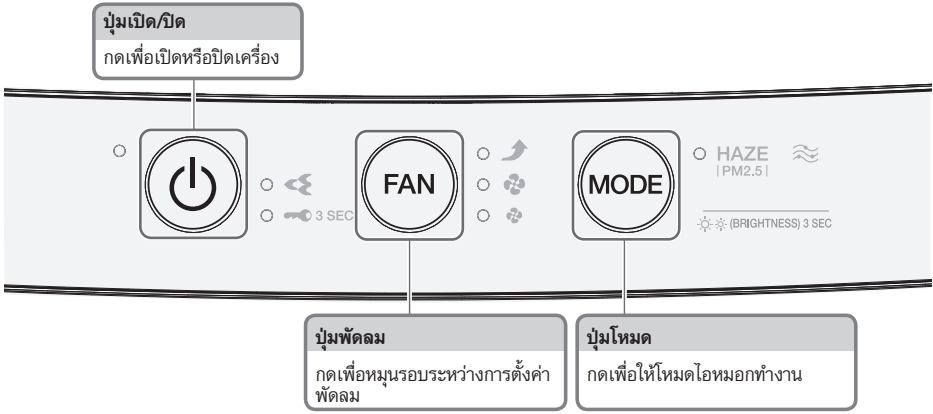 ปุ่มเปิด/ปิด
กดเพื่อเปิดหรือปิดเครื่อง
FAN
MODE
HAZE
| PM2.5 |
3 SEC
(BRIGHTNESS) 3 SEC
ปุ่มพัดลม
กดเพื่อหมุนรอบระหว่างการตั้งค่า
พัดลม
ปุ่มโหมด
กดเพื่อให้โหมดไอหมอกทำงาน